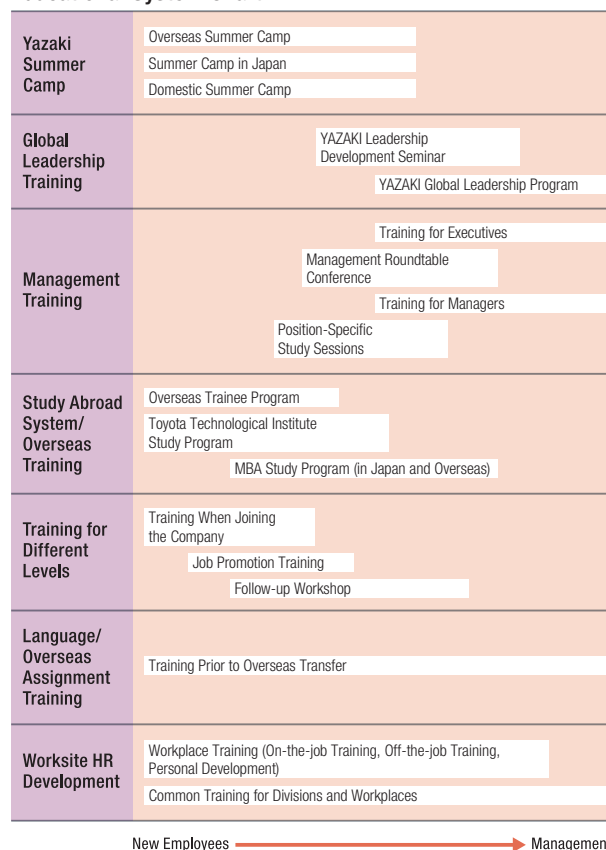 Yazaki
Summer
Camp
Overseas Summer Camp
Summer Camp in Japan
Domestic Summer Camp
Global
Leadership
Training
YAZAKI Leadership
Development Seminar
YAZAKI Global Leadership Program
Management
Training
Training for Executives
Management Roundtable
Conference
Training for Managers
Position-Specific
Study Sessions
Study Abroad
System/
Overseas
Training
Overseas Trainee Program
Toyota Technological Institute
Study Program
MBA Study Program (in Japan and Overseas)
Training for
Different
Levels
Training When Joining
the Company
Job Promotion Training
Follow-up Workshop
Language/
Overseas
Assignment
Training
Training Prior to Overseas Transfer
Worksite HR
Development
Workplace Training (On-the-job Training, Off-the-job Training,
Personal Development)
Common Training for Divisions and Workplaces
New Employees
Management